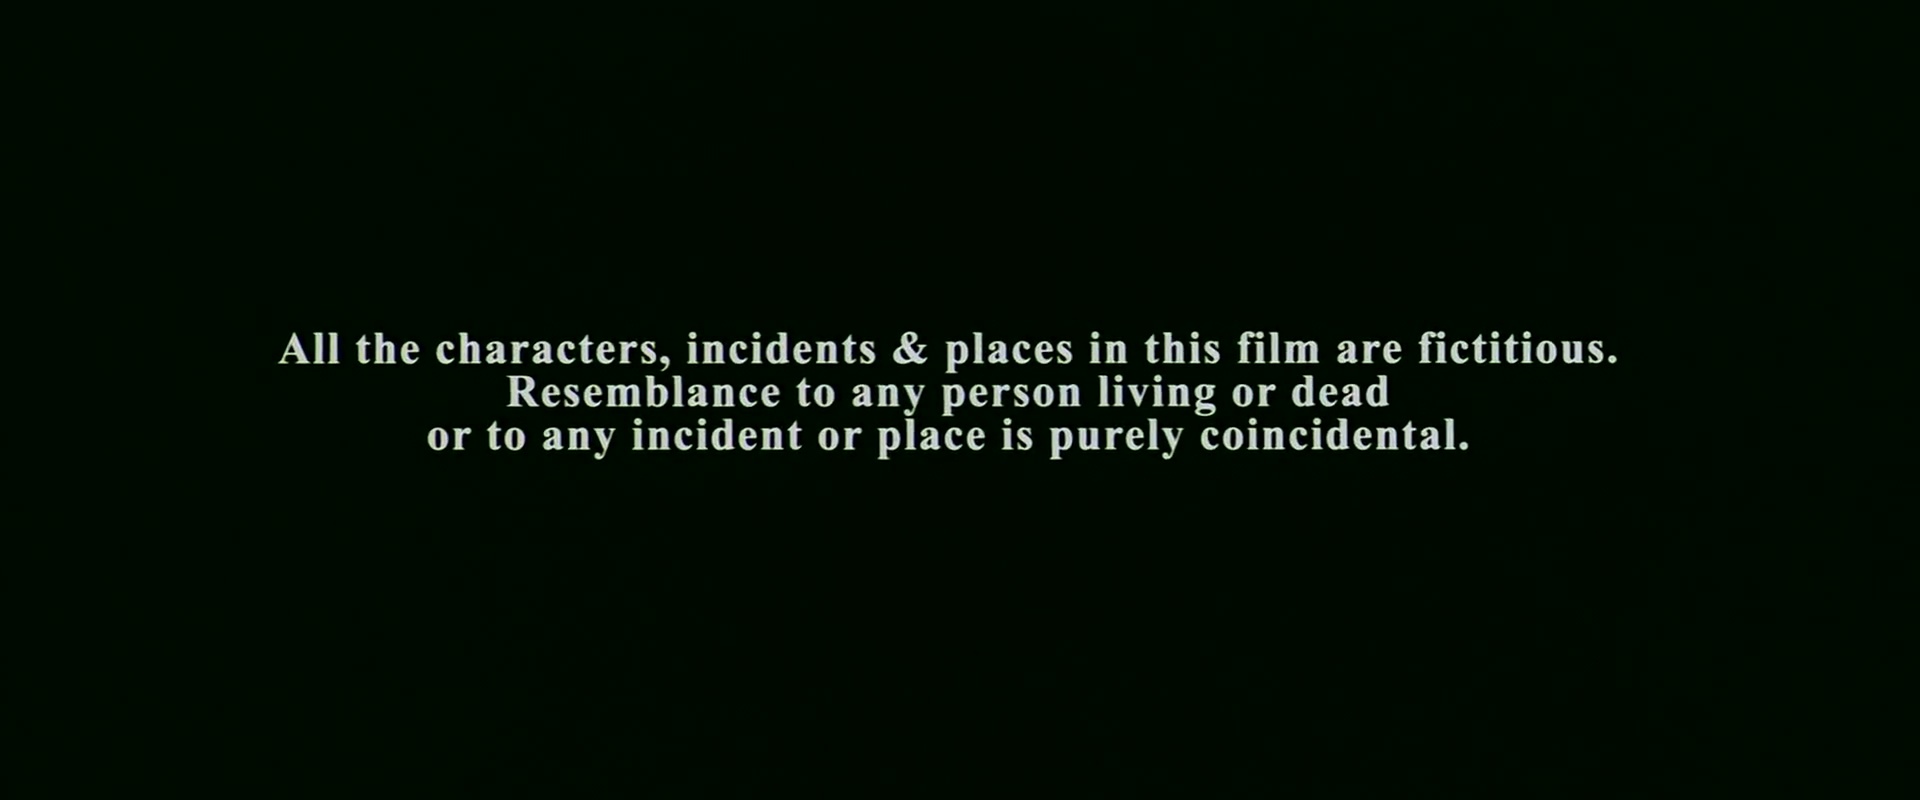 All the characters, incidents & places in this film are fictitious.
Resemblance to any person living or dead
or to any incident or place is purely coincidental.